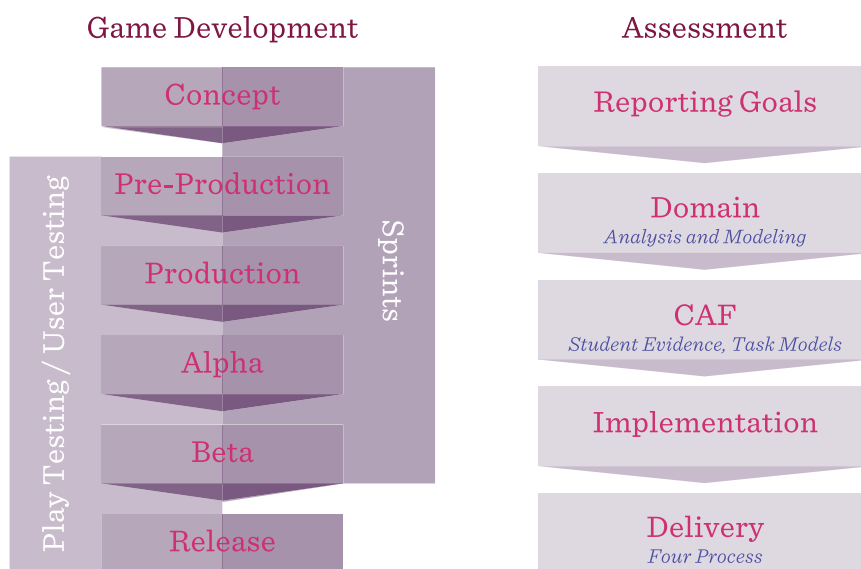 Game Development
Concept
Pre-Production
Production
Alpha
Beta
Release
Play Testing / User Testing
Sprints
Assessment
Reporting Goals
Domain
Analysis and Modeling
CAF
Student Evidence, Task Models
Implementation
Delivery
Four Process